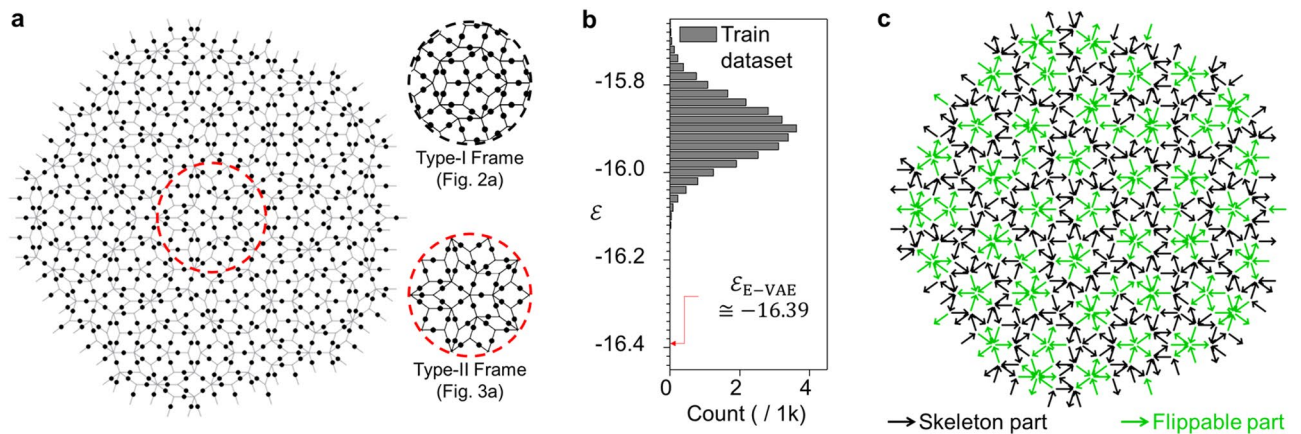 a
Type-I Frame
(Fig. 2a)
Type-II Frame
(Fig. 3a)
b
Train
dataset
-15.8
-16.0
ℰ
-16.2
ℰE−VAE
≅ −16.39
-16.4
0 2 4
Count ( / 1k)
c
Skeleton part
Flippable part